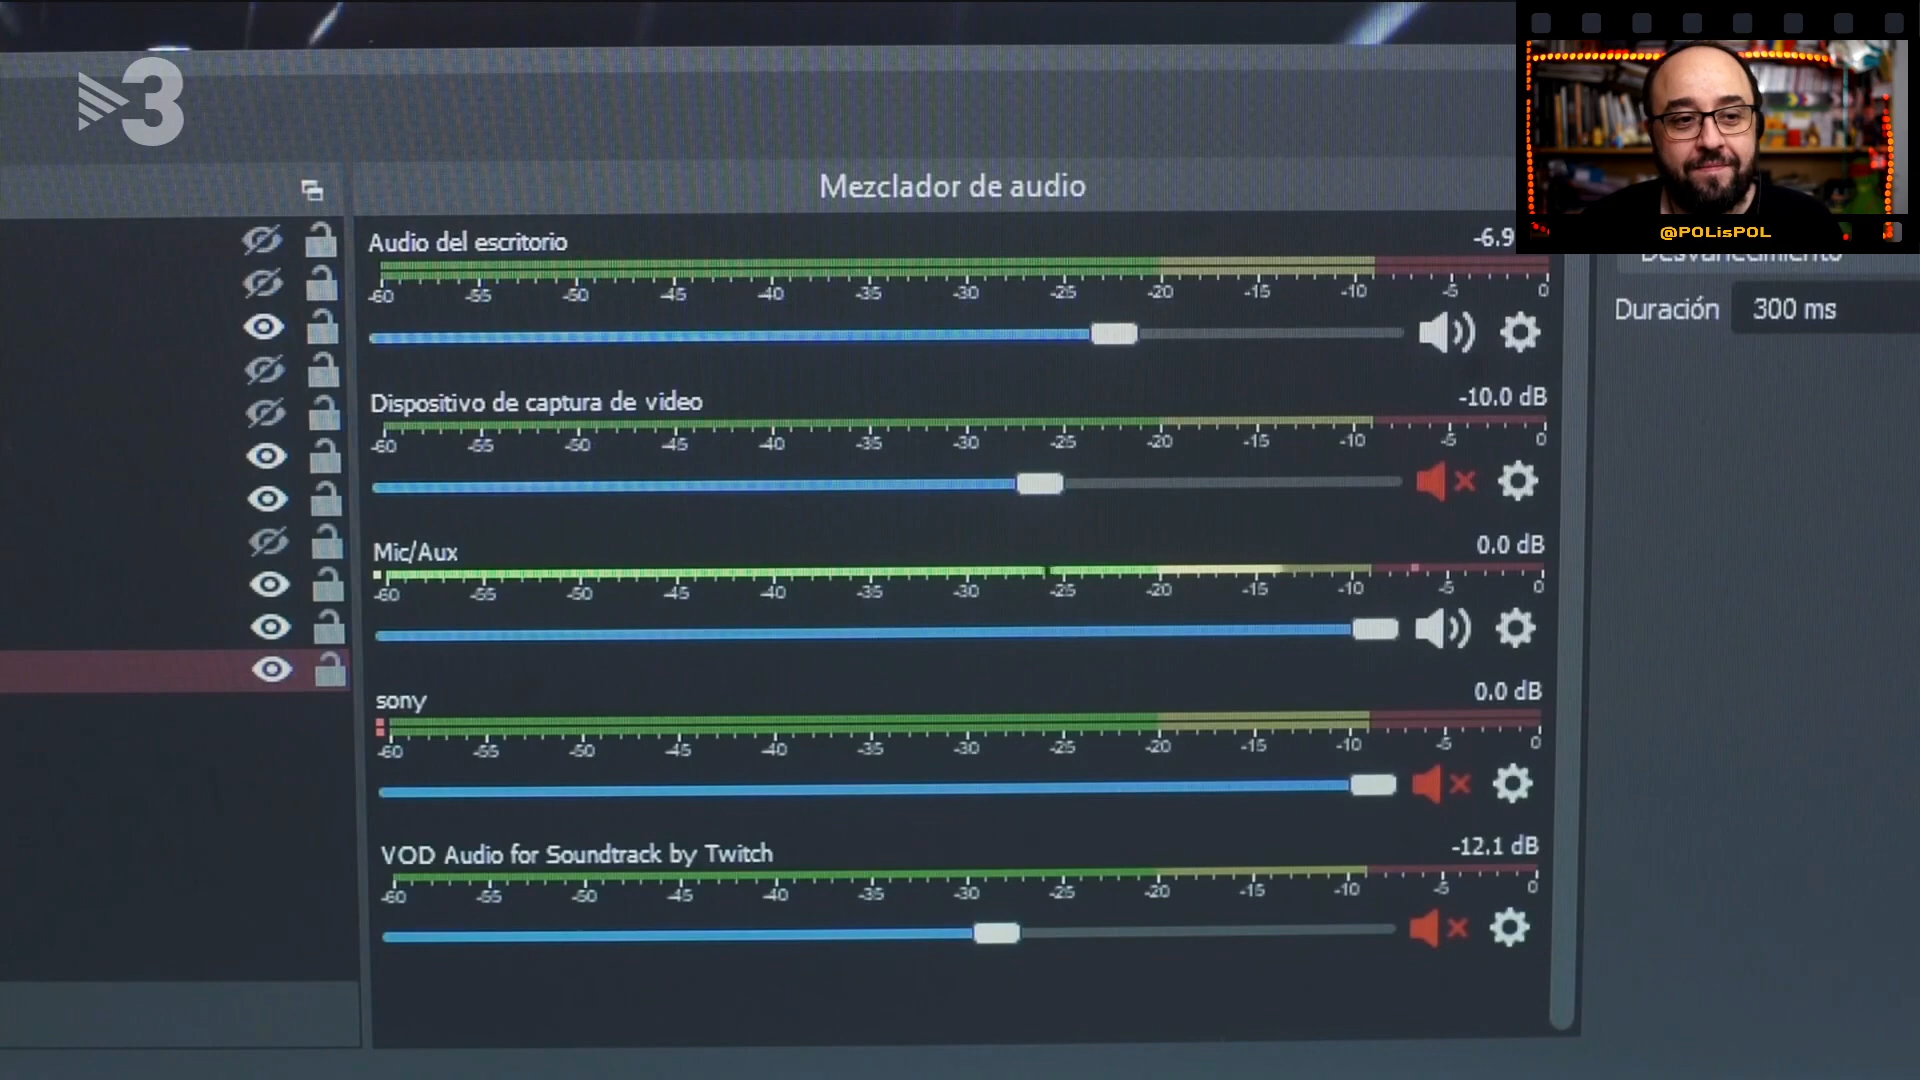 3
Mezclador de audio
@POLisPOL
Audio del escritorio
-6.9
-60 -55 -50 -45 -40 -35 -30 -25 -20 -15 -10 -5 0
Desvanecimiento
Duración 300 ms
Dispositivo de captura de video
-10.0 dB
-60 -55 -50 -45 -40 -35 -30 -25 -20 -15 -10 -5 0
Mic/Aux
0.0 dB
-60 -55 -50 -45 -40 -35 -30 -25 -20 -15 -10 -5 0
sony
0.0 dB
-60 -55 -50 -45 -40 -35 -30 -25 -20 -15 -10 -5 0
VOD Audio for Soundtrack by Twitch
-12.1 dB
-60 -55 -50 -45 -40 -35 -30 -25 -20 -15 -10 -5 0